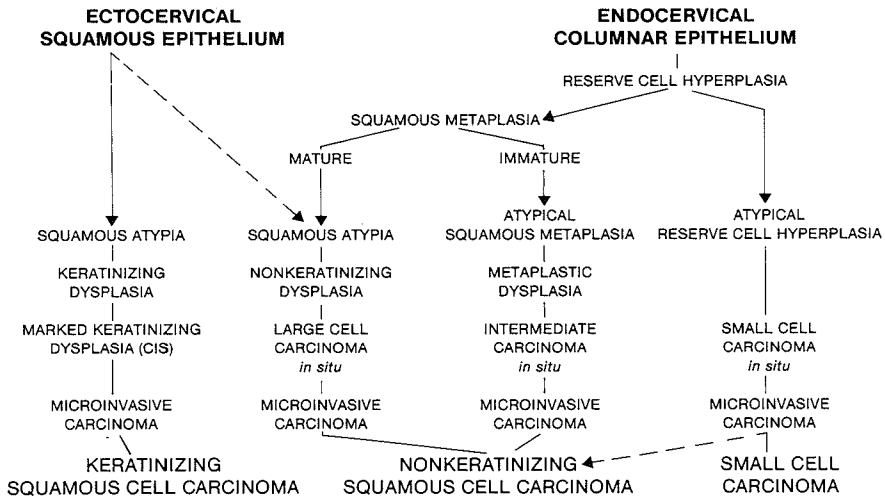 ECTOCERVICAL
SQUAMOUS EPITHELIUM
ENDOCERVICAL
COLUMNAR EPITHELIUM
RESERVE CELL HYPERPLASIA
SQUAMOUS METAPLASIA
MATURE
IMMATURE
SQUAMOUS ATYPIA
SQUAMOUS ATYPIA
ATYPICAL
SQUAMOUS METAPLASIA
ATYPICAL
RESERVE CELL HYPERPLASIA
KERATINIZING
DYSPLASIA
NONKERATINIZING
DYSPLASIA
METAPLASTIC
DYSPLASIA
MARKED KERATINIZING
DYSPLASIA (CIS)
LARGE CELL
CARCINOMA
in situ
INTERMEDIATE
CARCINOMA
in situ
SMALL CELL
CARCINOMA
in situ
MICROINVASIVE
CARCINOMA
MICROINVASIVE
CARCINOMA
MICROINVASIVE
CARCINOMA
MICROINVASIVE
CARCINOMA
KERATINIZING
SQUAMOUS CELL CARCINOMA
NONKERATINIZING
SQUAMOUS CELL CARCINOMA
SMALL CELL
CARCINOMA